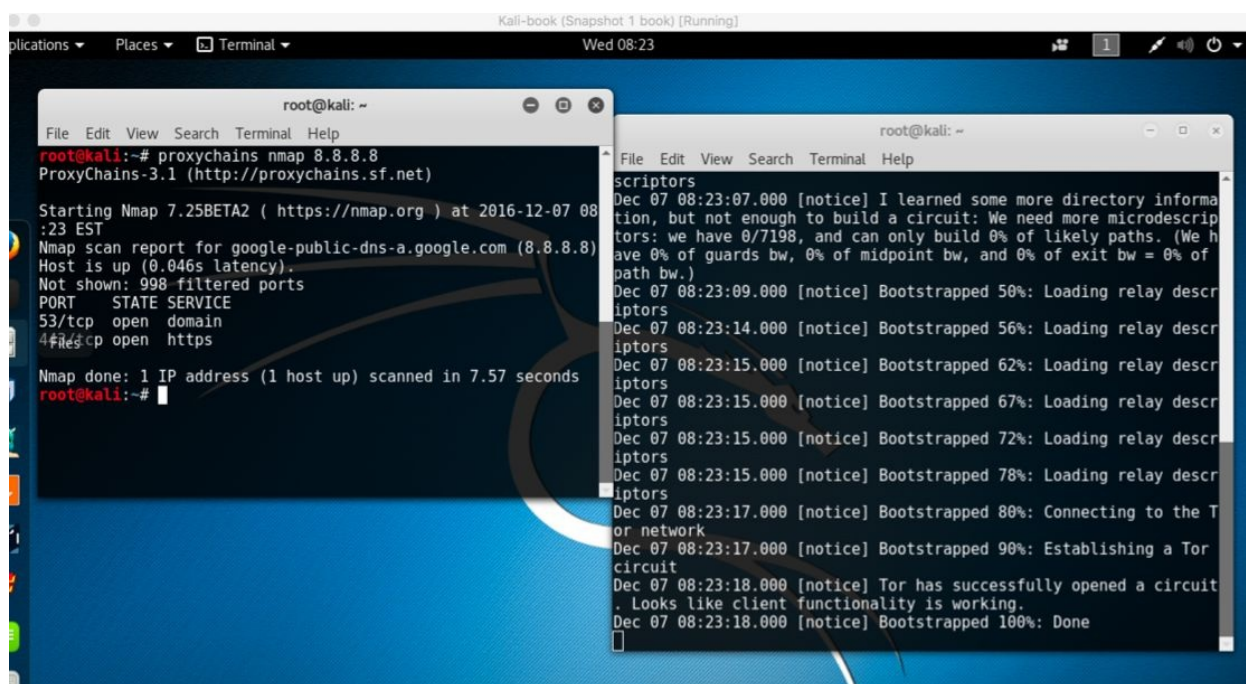 Kali-book (Snapshot 1 book) [Running]
plications Places Terminal Wed 08:23 1
root@kali: ~
File Edit View Search Terminal Help
root@kali:~# proxychains nmap 8.8.8.8
ProxyChains-3.1 (http://proxychains.sf.net)
Starting Nmap 7.25BETA2 ( https://nmap.org ) at 2016-12-07 08
:23 EST
Nmap scan report for google-public-dns-a.google.com (8.8.8.8)
Host is up (0.046s latency).
Not shown: 998 filtered ports
PORT STATE SERVICE
53/tcp open domain
Files open https
Nmap done: 1 IP address (1 host up) scanned in 7.57 seconds
root@kali:~#
root@kali: ~
File Edit View Search Terminal Help
scriptors
Dec 07 08:23:07.000 [notice] I learned some more directory informa
tion, but not enough to build a circuit: We need more microdescrip
tors: we have 0/7198, and can only build 0% of likely paths. (We h
ave 0% of guards bw, 0% of midpoint bw, and 0% of exit bw = 0% of
path bw.)
Dec 07 08:23:09.000 [notice] Bootstrapped 50%: Loading relay descr
iptors
Dec 07 08:23:14.000 [notice] Bootstrapped 56%: Loading relay descr
iptors
Dec 07 08:23:15.000 [notice] Bootstrapped 62%: Loading relay descr
iptors
Dec 07 08:23:15.000 [notice] Bootstrapped 67%: Loading relay descr
iptors
Dec 07 08:23:15.000 [notice] Bootstrapped 72%: Loading relay descr
iptors
Dec 07 08:23:15.000 [notice] Bootstrapped 78%: Loading relay descr
iptors
Dec 07 08:23:17.000 [notice] Bootstrapped 80%: Connecting to the T
or network
Dec 07 08:23:17.000 [notice] Bootstrapped 90%: Establishing a Tor
circuit
Dec 07 08:23:18.000 [notice] Tor has successfully opened a circuit
. Looks like client functionality is working.
Dec 07 08:23:18.000 [notice] Bootstrapped 100%: Done